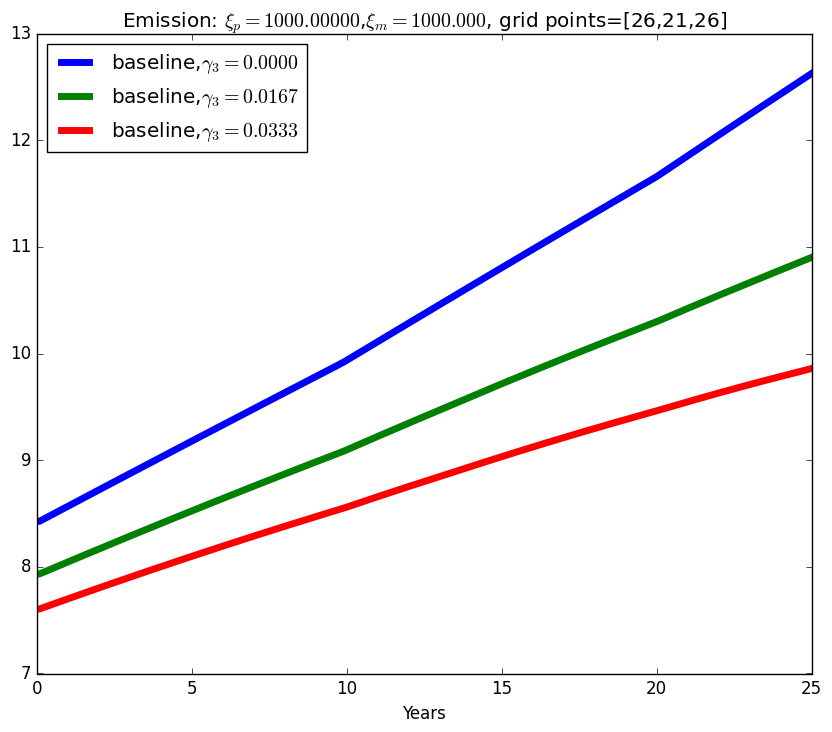 Emission: ξp = 1000.00000,ξm = 1000.000, grid points=[26,21,26]
baseline,γ3 = 0.0000
baseline,γ3 = 0.0167
baseline,γ3 = 0.0333
13
12
11
10
9
8
7
0 5 10 15 20 25
Years